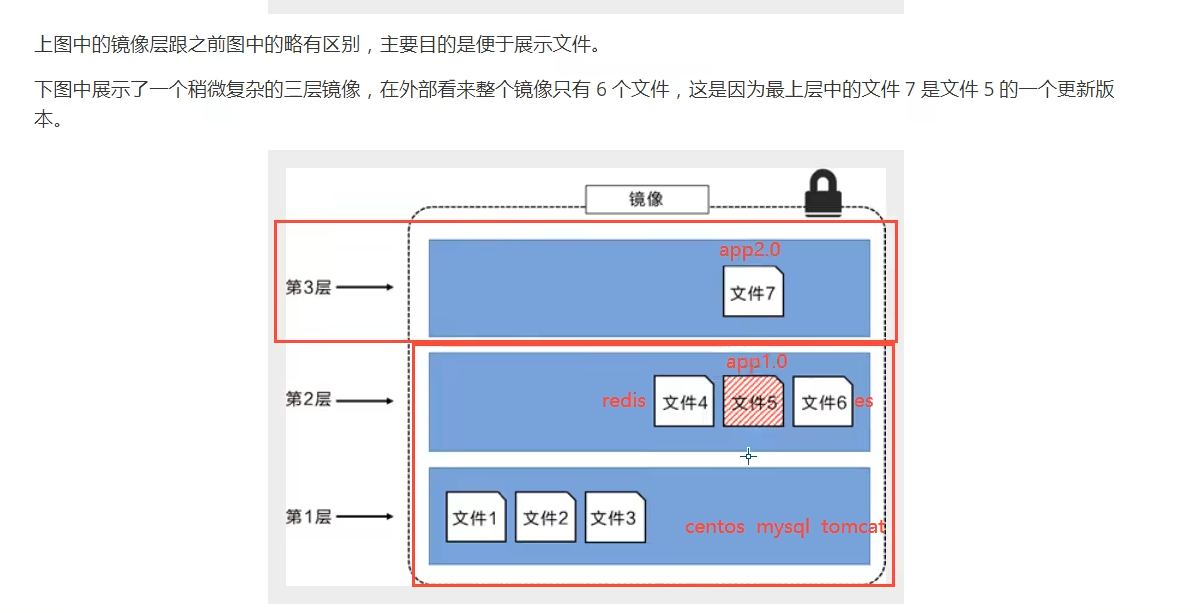 上图中的镜像层跟之前图中的略有区别，主要目的是便于展示文件。
下图中展示了一个稍微复杂的三层镜像，在外部看来整个镜像只有 6 个文件，这是因为最上层中的文件 7 是文件 5 的一个更新版
本。
镜像
app2.0
第3层
文件7
app1.0
第2层
redis
文件4
文件5
文件6
es
第1层
文件1
文件2
文件3
centos mysql tomcat